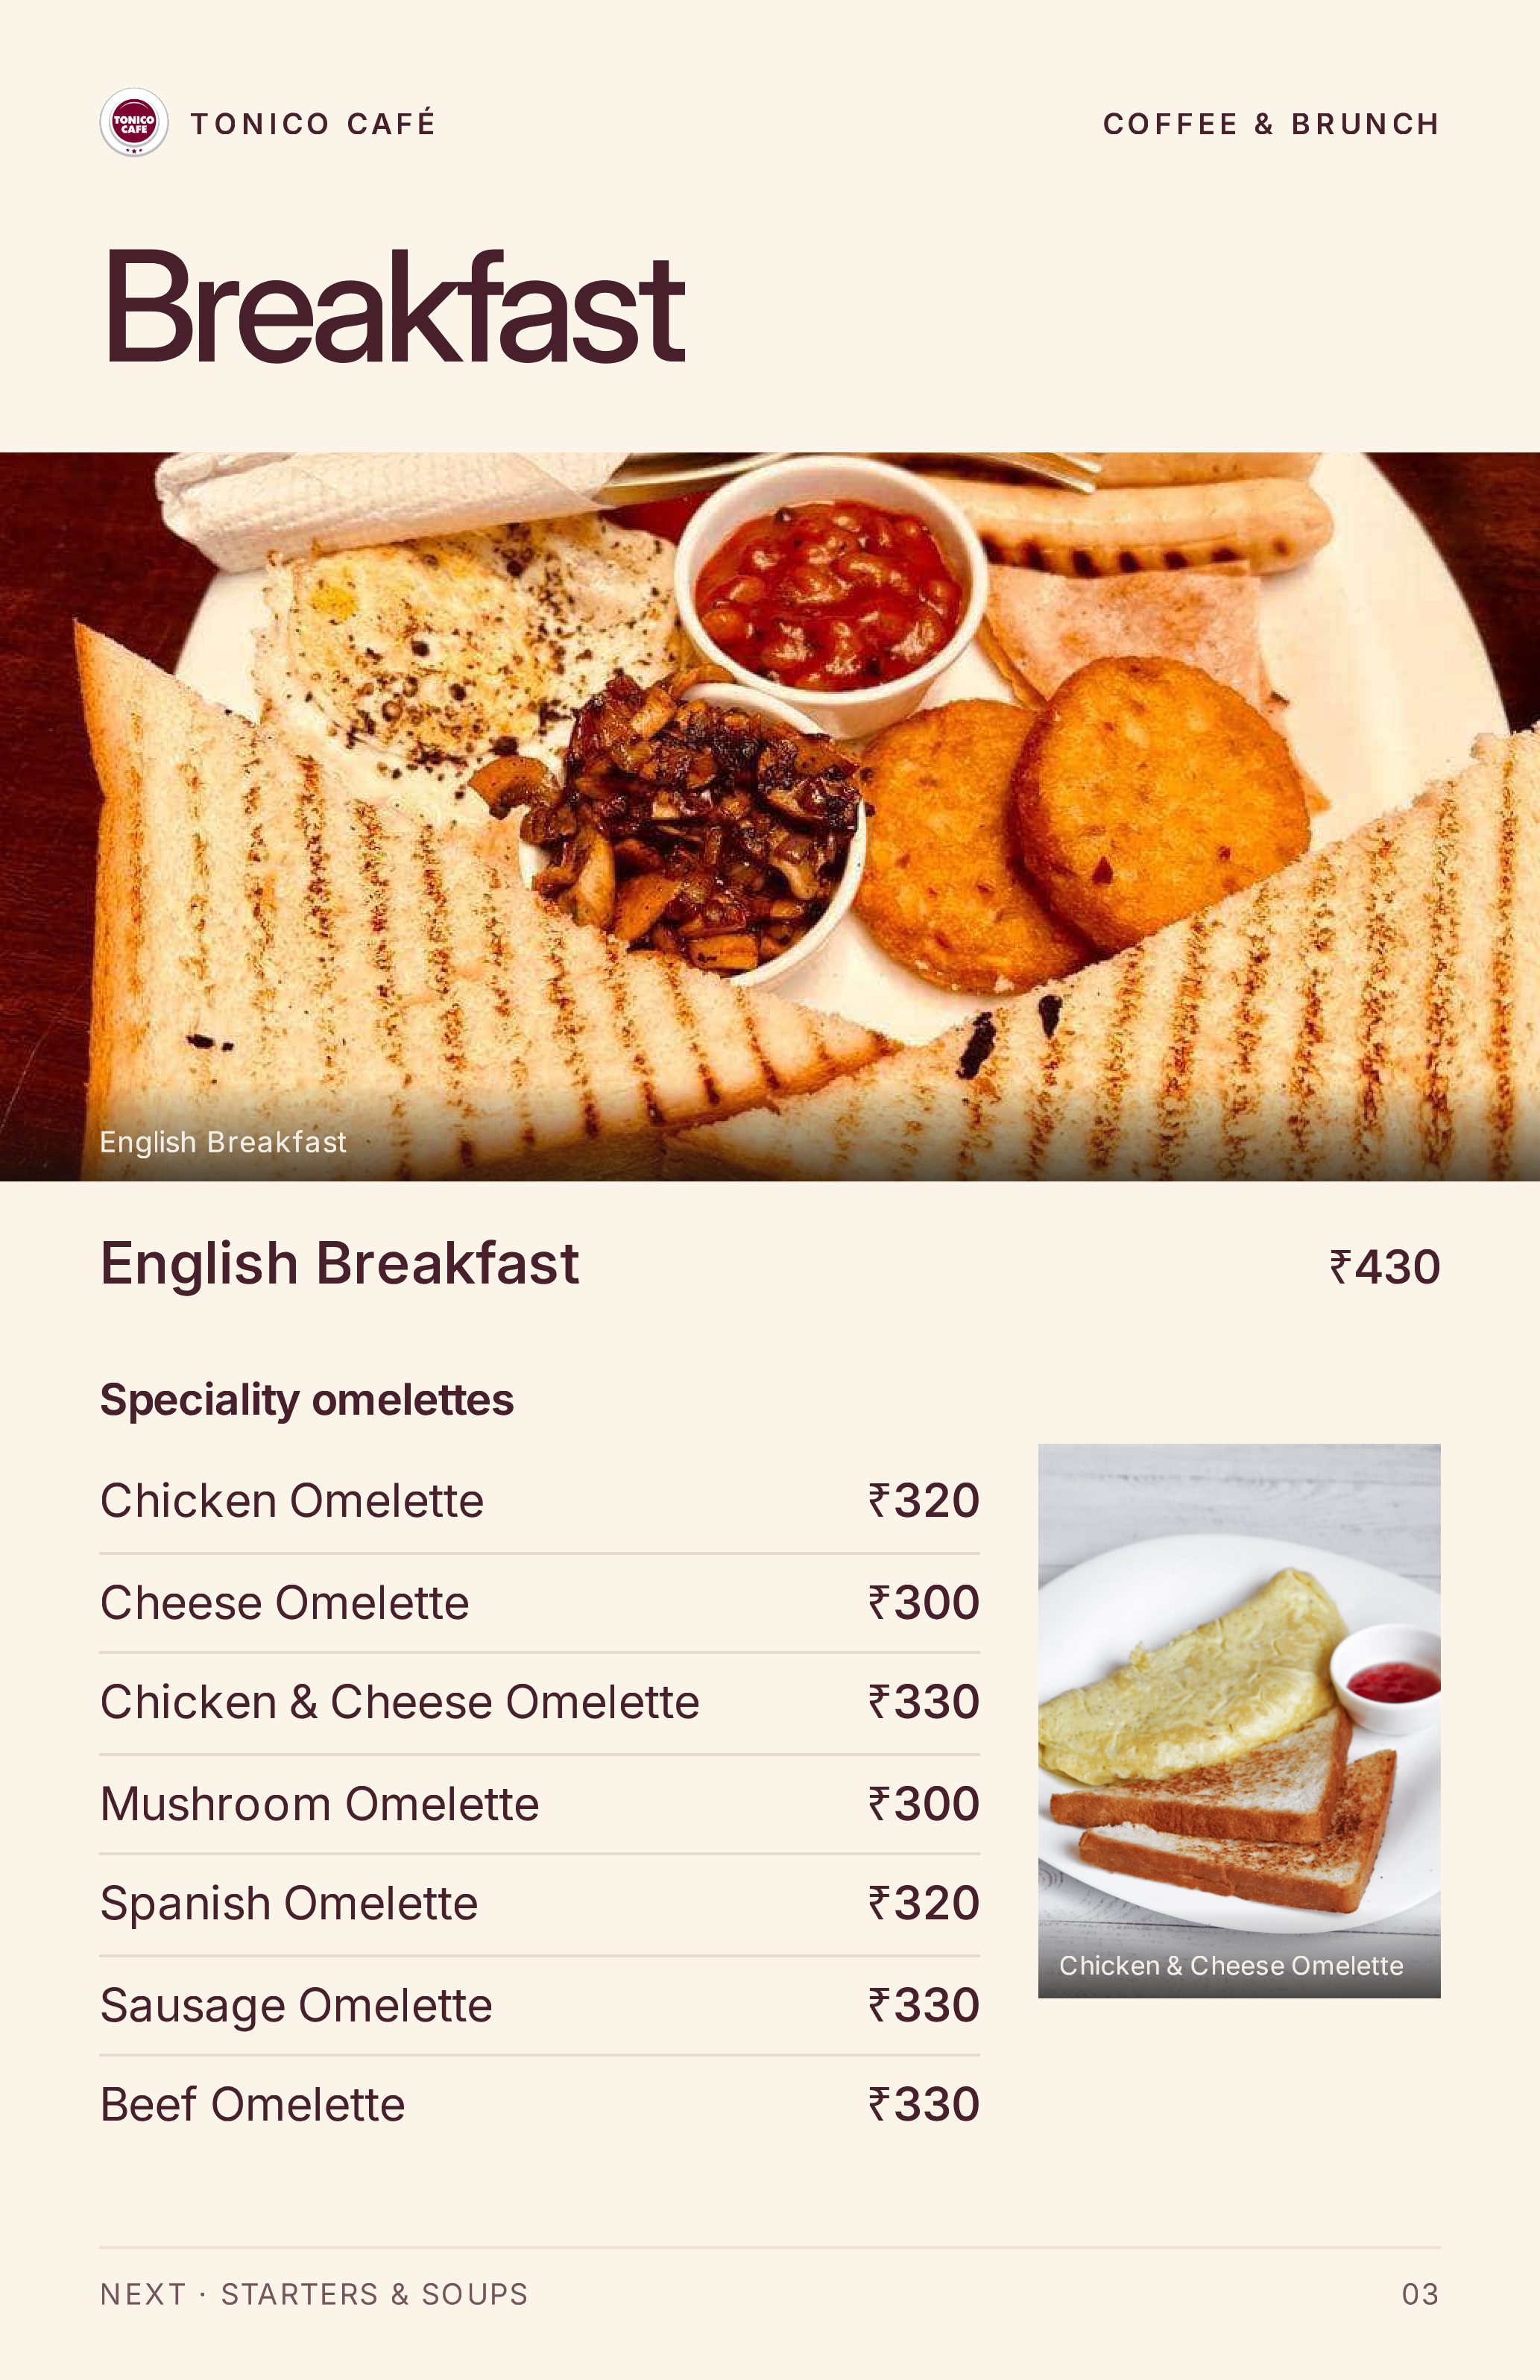 TONICO CAFE
TONICO CAFÉ
COFFEE & BRUNCH
Breakfast
English Breakfast
English Breakfast ₹430
Speciality omelettes
Chicken Omelette ₹320
Cheese Omelette ₹300
Chicken & Cheese Omelette ₹330
Mushroom Omelette ₹300
Spanish Omelette ₹320
Sausage Omelette ₹330
Beef Omelette ₹330
Chicken & Cheese Omelette
NEXT · STARTERS & SOUPS
03